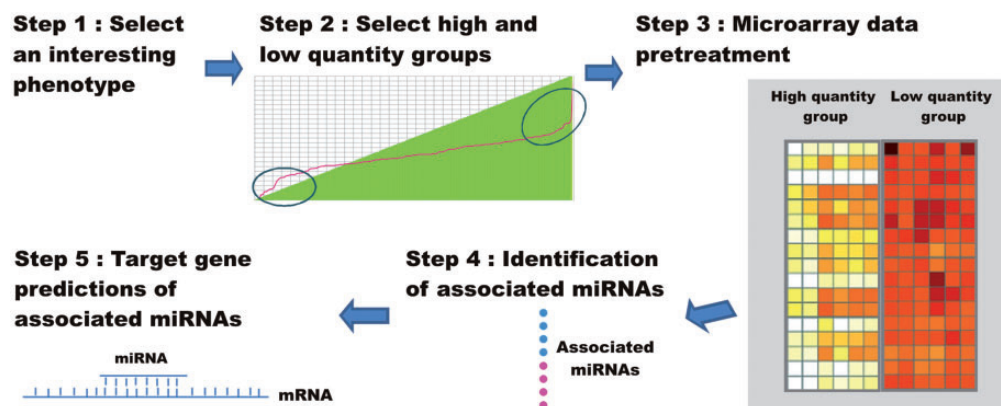 Step 1 : Select
an interesting
phenotype
Step 2 : Select high and
low quantity groups
Step 3 : Microarray data
pretreatment
High quantity
group
Low quantity
group
Step 4 : Identification
of associated miRNAs
Associated
miRNAs
Step 5 : Target gene
predictions of
associated miRNAs
miRNA
mRNA